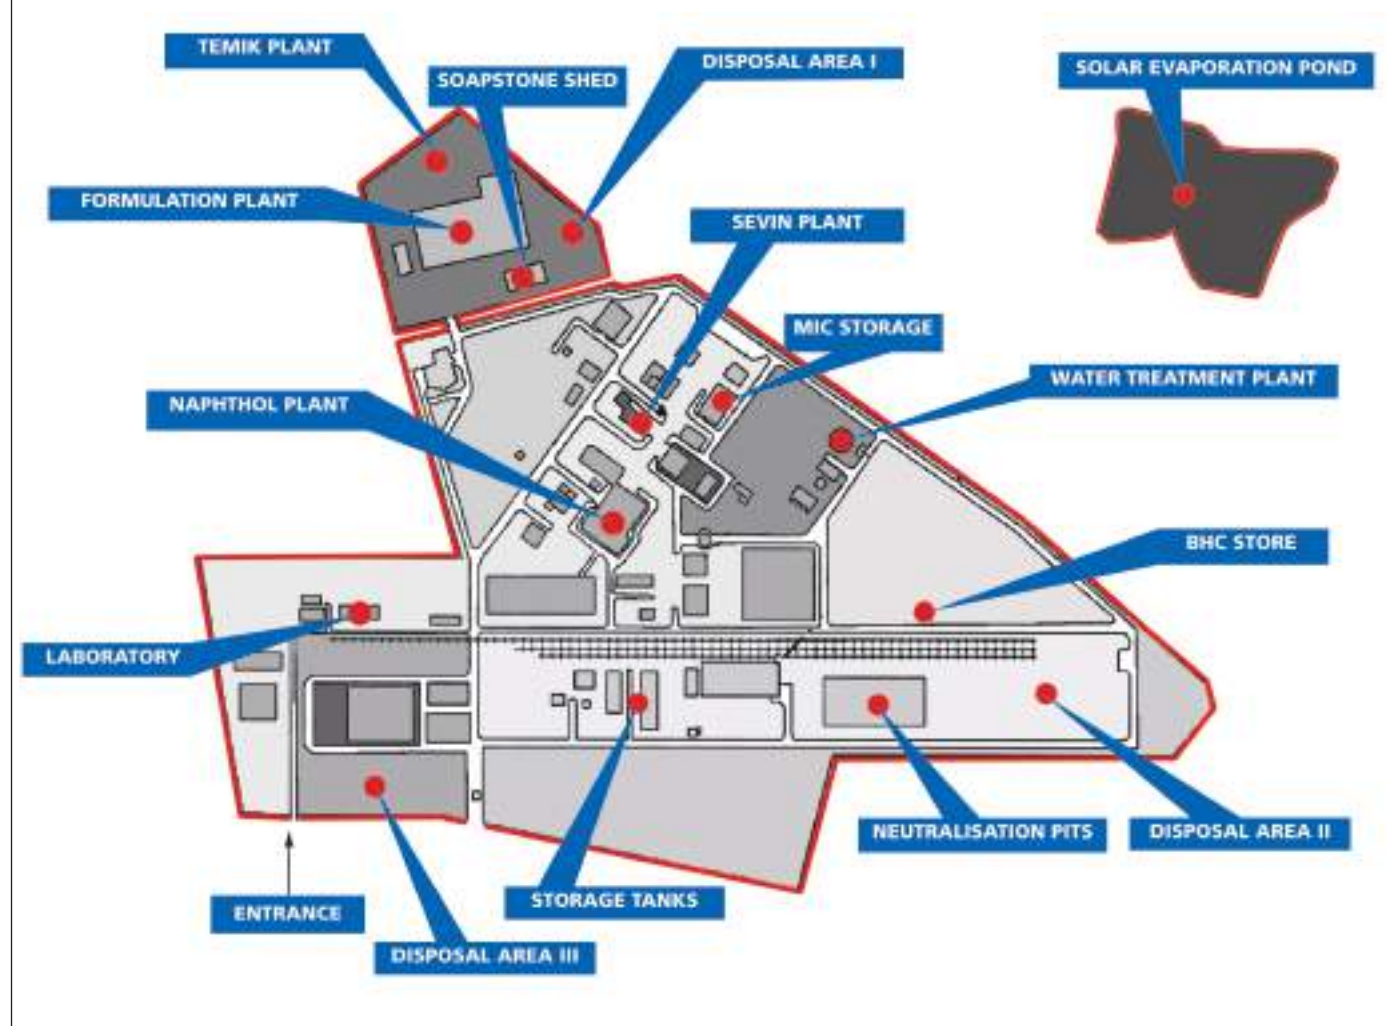 TEMIK PLANT
DISPOSAL AREA I
SOLAR EVAPORATION POND
SOAPSTONE SHED
FORMULATION PLANT
SEVIN PLANT
MIC STORAGE
WATER TREATMENT PLANT
NAPHTHOL PLANT
BHC STORE
LABORATORY
NEUTRALISATION PITS
DISPOSAL AREA II
STORAGE TANKS
ENTRANCE
DISPOSAL AREA III